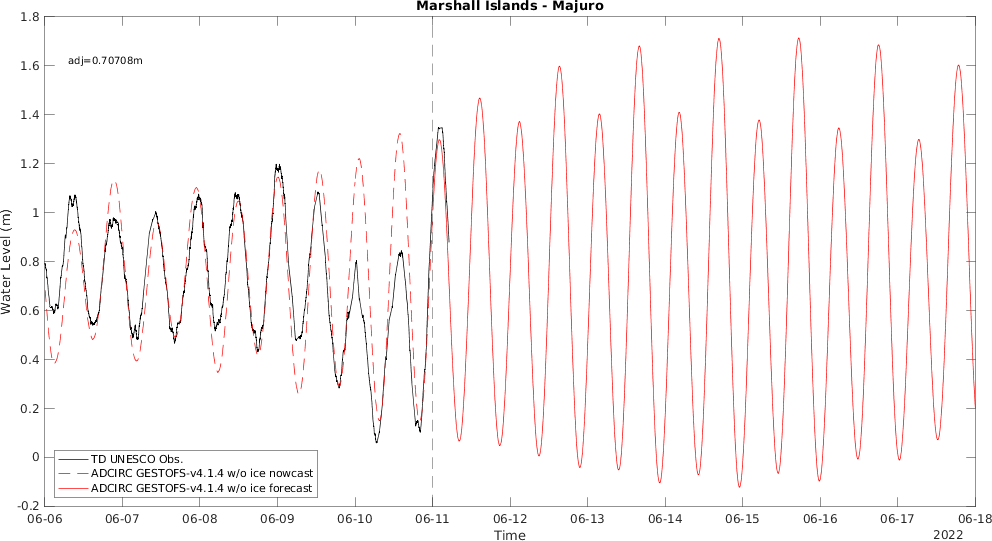 Marshall Islands - Majuro
adj=0.70708m
Water Level (m)
1.8
1.6
1.4
1.2
1
0.8
0.6
0.4
0.2
0
-0.2
TD UNESCO Obs.
ADCIRC GESTOFS-v4.1.4 w/o ice nowcast
ADCIRC GESTOFS-v4.1.4 w/o ice forecast
06-06 06-07 06-08 06-09 06-10 06-11 06-12 06-13 06-14 06-15 06-16 06-17 06-18
Time
2022